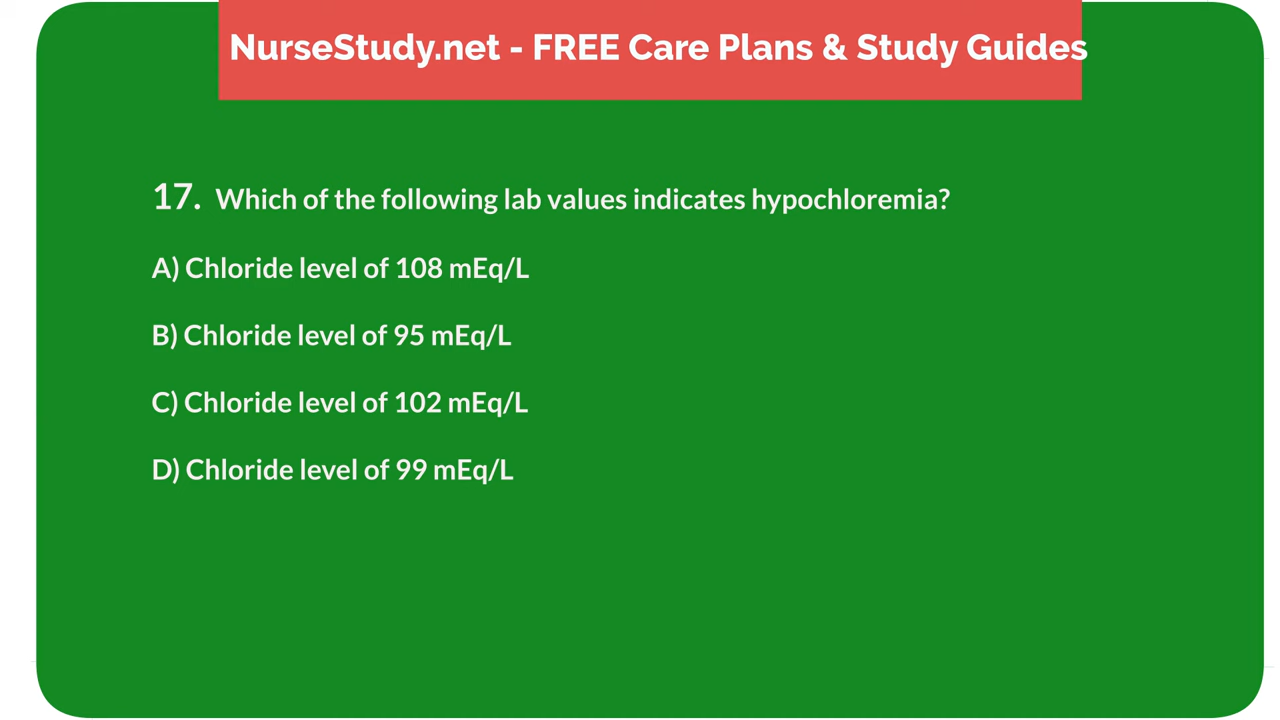 NurseStudy.net - FREE Care Plans & Study Guides
17. Which of the following lab values indicates hypochloremia?
A) Chloride level of 108 mEq/L
B) Chloride level of 95 mEq/L
C) Chloride level of 102 mEq/L
D) Chloride level of 99 mEq/L